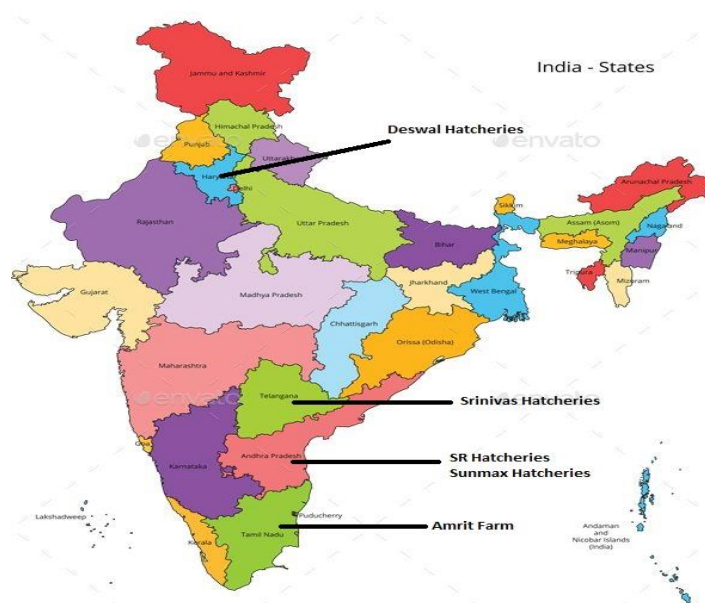 India - States
Jammu and Kashmir
Deswal Hatcheries
Himachal Pradesh
envato
envato
Punjab
Uttarakh
Haryana
Delhi
Arunachal Pradesh
Sikkim
Rajasthan
Uttar Pradesh
Assam (Asom)
Nagaland
Bihar
Meghalaya
Manipur
Tripura
Mizoram
Gujarat
Madhya Pradesh
Jharkhand
West Bengal
Chhattisgarh
Orissa (Odisha)
Maharashtra
envato
envato
Telangana
Srinivas Hatcheries
Goa
Andhra Pradesh
SR Hatcheries
Karnataka
Sunmax Hatcheries
Lakshadweep
Puducherry
Amrit Farm
Andaman
and
Nicobar Islands
(India)
Kerala
Tamil Nadu